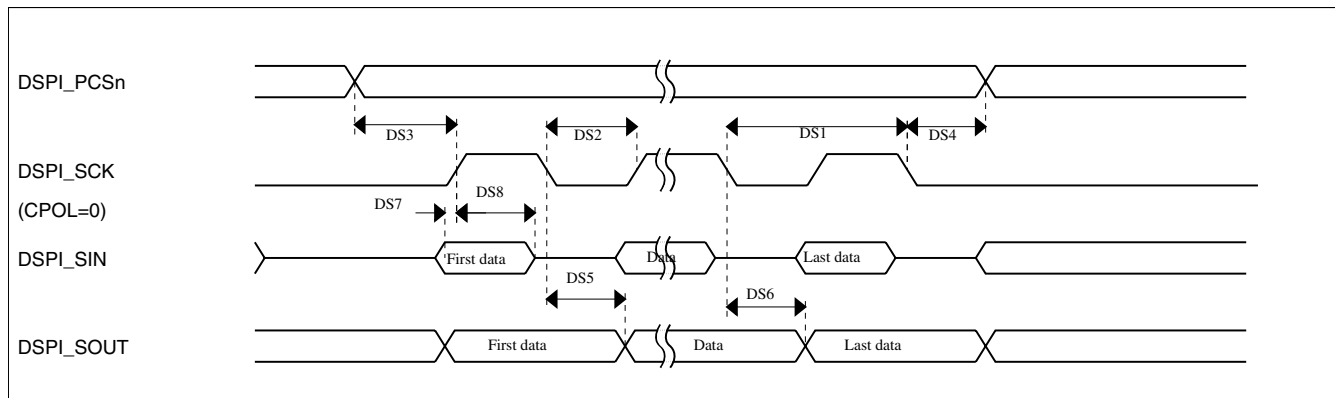 DSPI_PCSn
DS3
DS2
DS1
DS4
DSPI_SCK
(CPOL=0)
DS7
DS8
DSPI_SIN
First data
Data
Last data
DS5
DS6
DSPI_SOUT
First data
Data
Last data